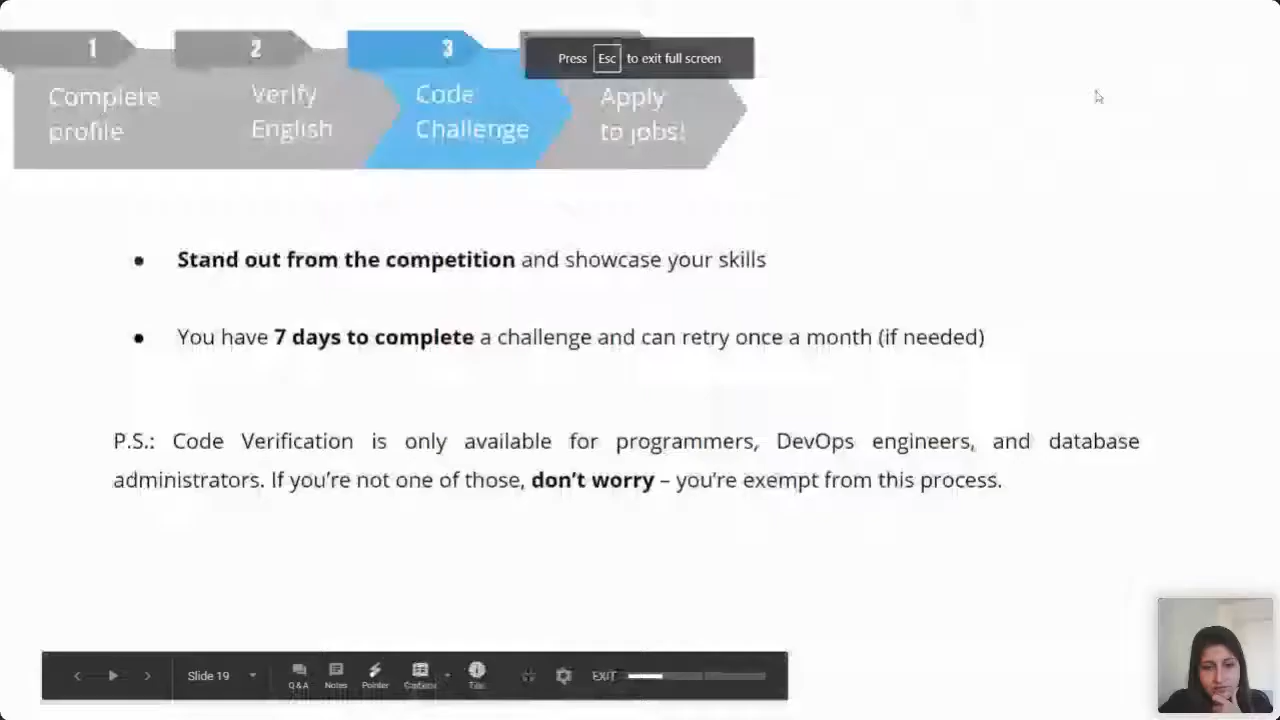 1
2
3
Press Esc to exit full screen
Complete
profile
Verify
English
Code
Challenge
Apply
to jobs!
• Stand out from the competition and showcase your skills
• You have 7 days to complete a challenge and can retry once a month (if needed)
P.S.: Code Verification is only available for programmers, DevOps engineers, and database
administrators. If you're not one of those, don't worry – you're exempt from this process.
Slide 19
Q&A
Notes
Pointer
Captions
EXIT